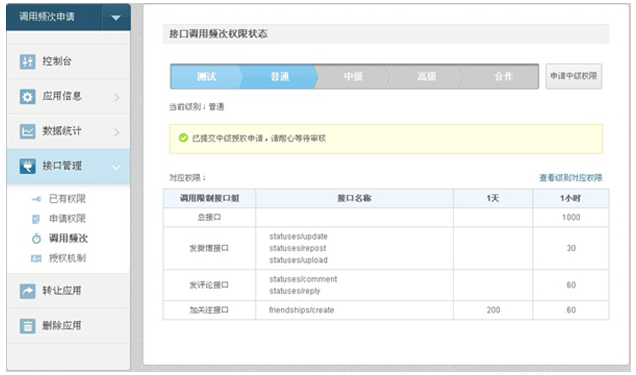 调用频次申请
控制台
应用信息
数据统计
接口管理
已有权限
申请权限
调用频次
授权机制
转让应用
删除应用
接口调用频次权限状态
测试 普通 中级 高级 合作 申请中级权限
当前级别：普通
已提交中级授权申请，请耐心等待审核
对应权限： 查看级别对应权限
调用限制接口组 接口名称 1天 1小时
总接口 1000
发微博接口 statuses/update 30
statuses/repost
statuses/upload
发评论接口 statuses/comment 60
statuses/reply
加关注接口 friendships/create 200 60